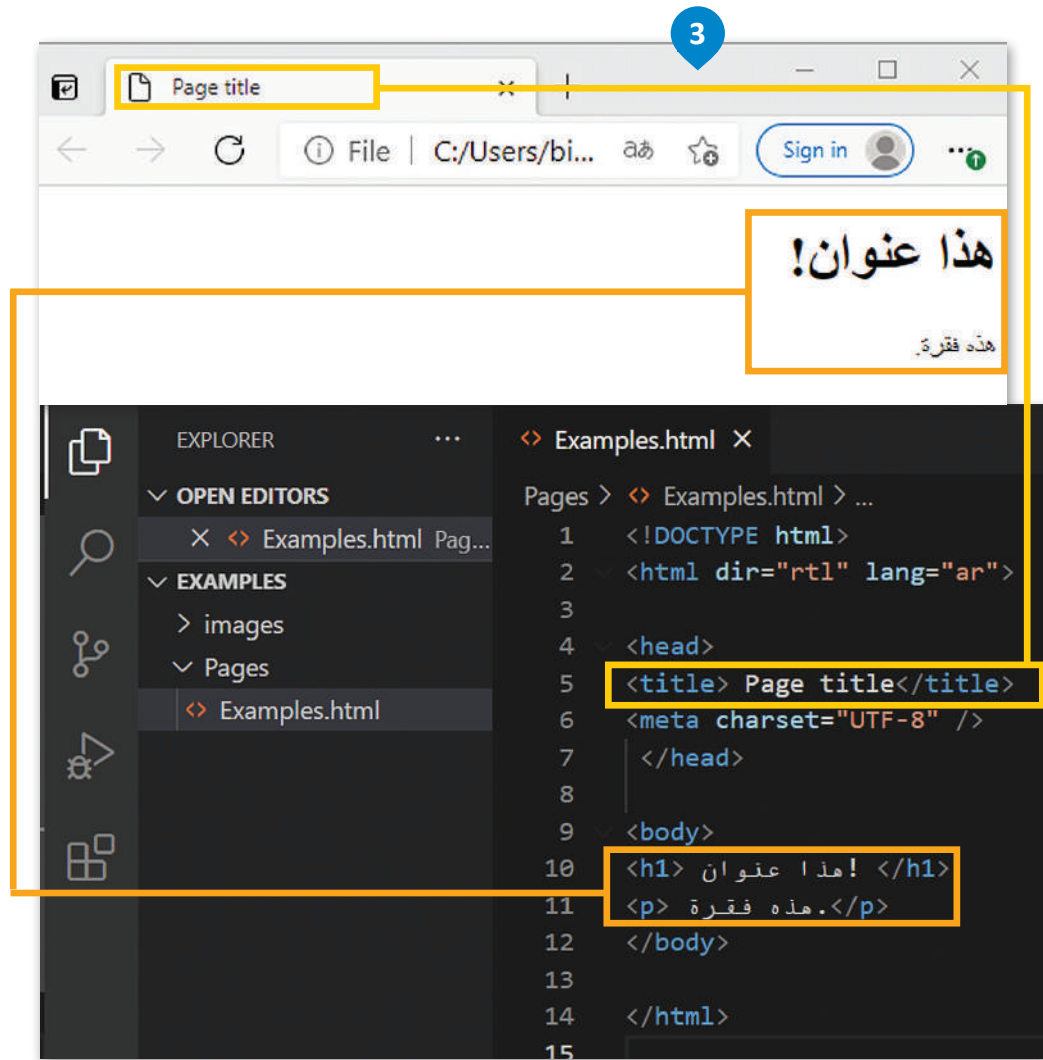 3
Page title
File | C:/Users/bi... aあ Sign in
هذا عنوان!
هذه فقرة.
EXPLORER ···
OPEN EDITORS
Examples.html Pag...
EXAMPLES
images
Pages
Examples.html
Examples.html
Pages > Examples.html > ...
1 <!DOCTYPE html>
2 <html dir="rtl" lang="ar">
3
4 <head>
5 <title> Page title</title>
6 <meta charset="UTF-8" />
7 </head>
8
9 <body>
10 <h1> هذا عنوان! </h1>
11 <p> هذه فقرة.</p>
12 </body>
13
14 </html>
15